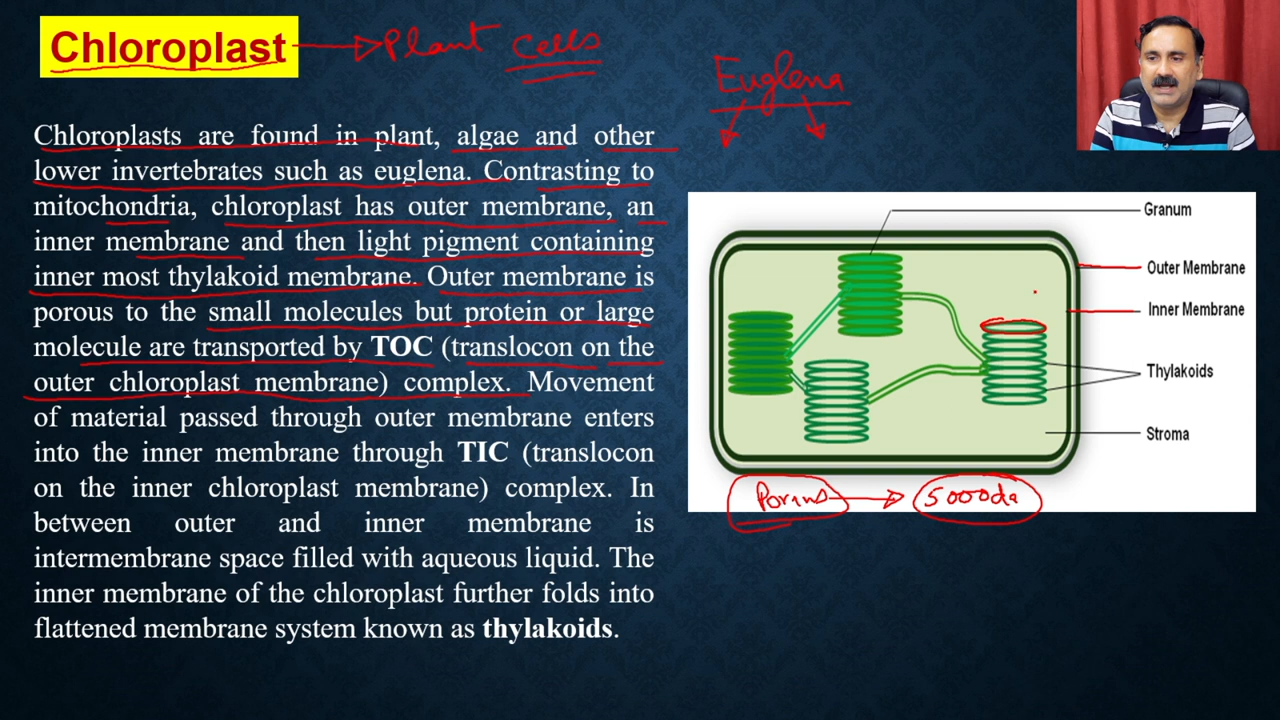 Chloroplast
Plant cells
Euglena
Chloroplasts are found in plant, algae and other
lower invertebrates such as euglena. Contrasting to
mitochondria, chloroplast has outer membrane, an
inner membrane and then light pigment containing
inner most thylakoid membrane. Outer membrane is
porous to the small molecules but protein or large
molecule are transported by TOC (translocon on the
outer chloroplast membrane) complex. Movement
of material passed through outer membrane enters
into the inner membrane through TIC (translocon
on the inner chloroplast membrane) complex. In
between outer and inner membrane is
intermembrane space filled with aqueous liquid. The
inner membrane of the chloroplast further folds into
flattened membrane system known as thylakoids.
Granum
Outer Membrane
Inner Membrane
Thylakoids
Stroma
5000da